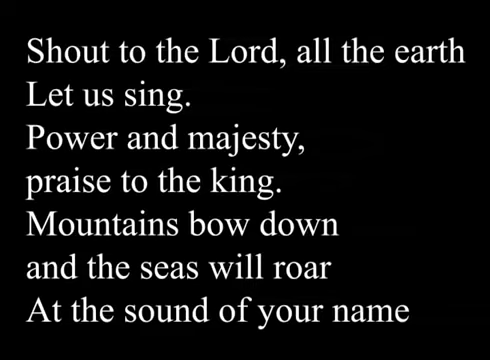 Shout to the Lord, all the earth
Let us sing.
Power and majesty,
praise to the king.
Mountains bow down
and the seas will roar
At the sound of your name